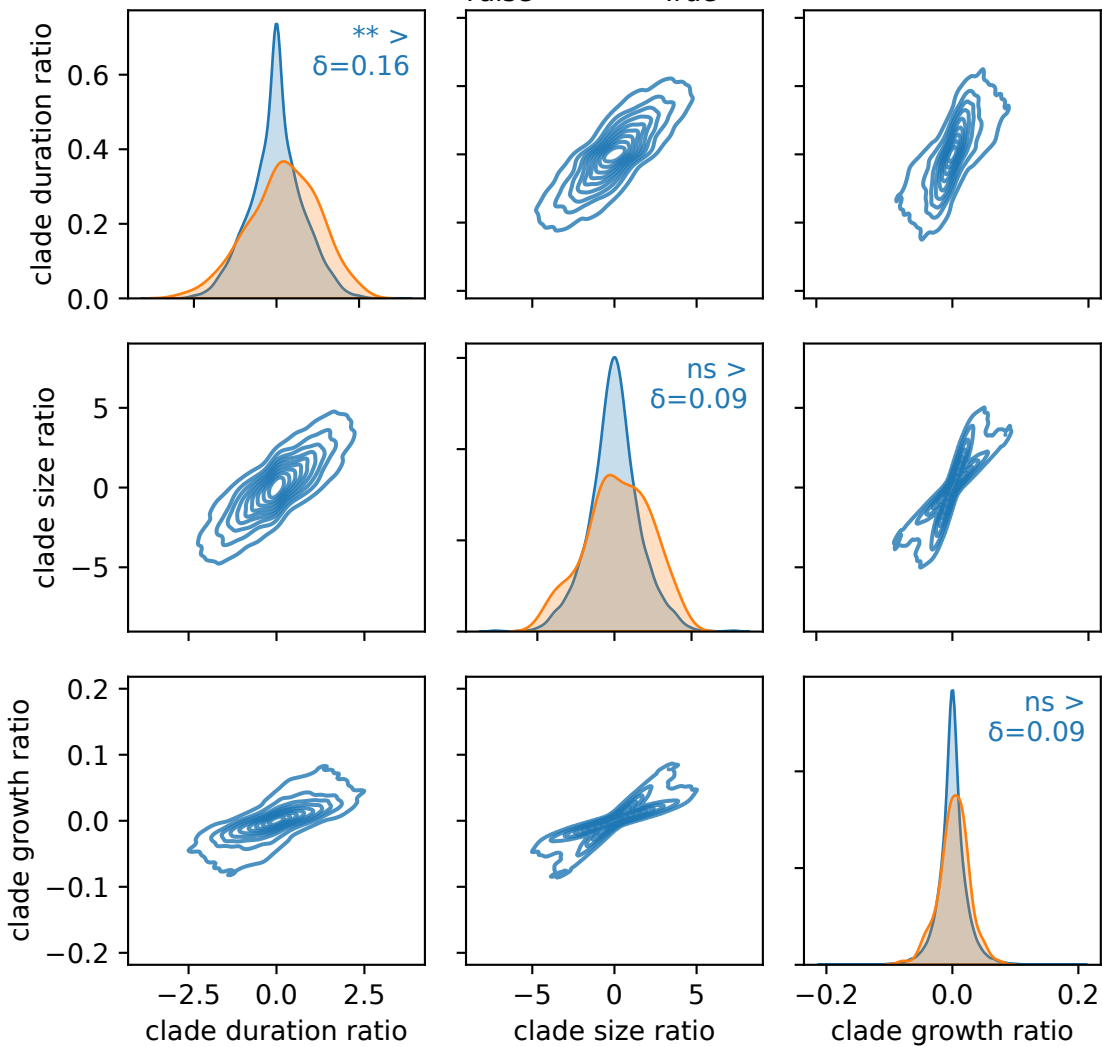 clade duration ratio
0.6
0.4
0.2
0.0
** >
δ=0.16
clade size ratio
5
0
−5
ns >
δ=0.09
clade growth ratio
0.2
0.1
0.0
−0.1
−0.2
ns >
δ=0.09
−2.5 0.0 2.5
−5 0 5
−0.2 0.0 0.2
clade duration ratio
clade size ratio
clade growth ratio